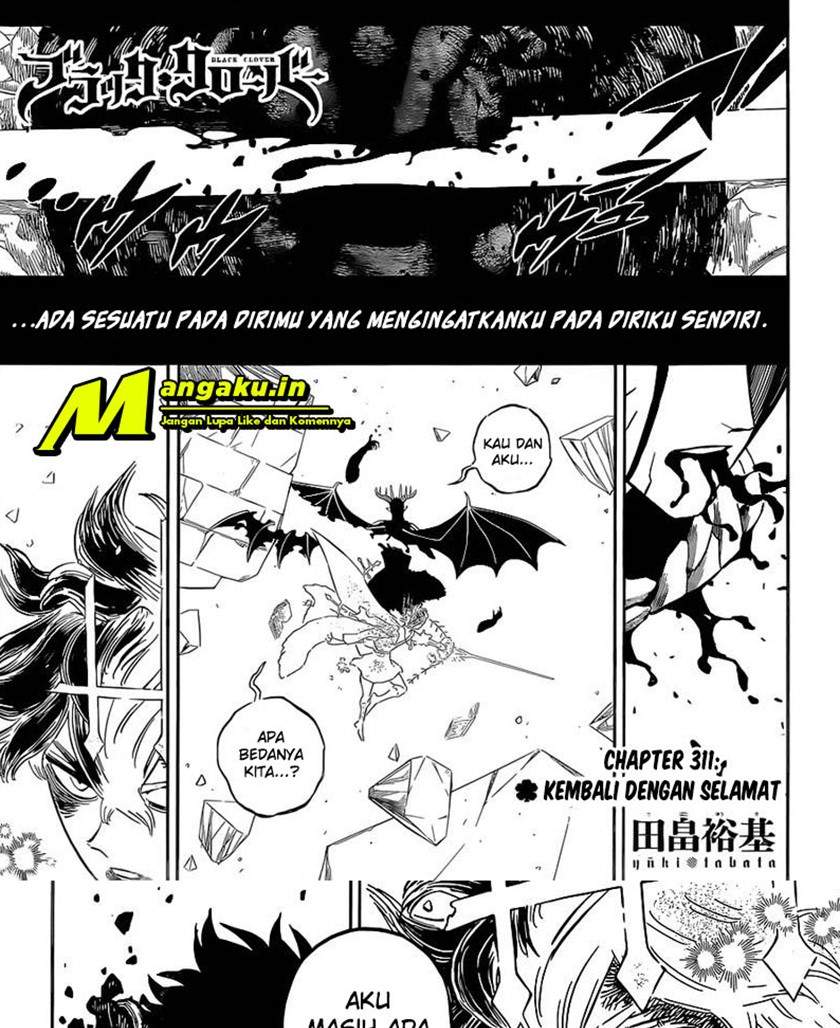 BLACK CLOVER
ブラック・クローバー
...ADA SESUATU PADA DIRIMU YANG MENGINGATKANKU PADA DIRIKU SENDIRI.
Mangaku.in
Jangan Lupa Like dan Komennya
KAU DAN
AKU...
APA
BEDANYA
KITA...?
CHAPTER 311:
KEMBALI DENGAN SELAMAT
田畠裕基
yūki tabata
AKU
MASIH ADA